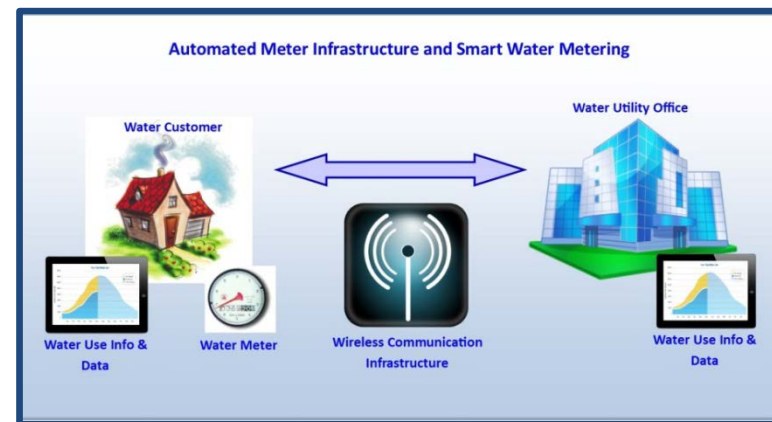 Automated Meter Infrastructure and Smart Water Metering
Water Utility Office
Water Customer
Water Use Info &
Data
Water Meter
Wireless Communication
Infrastructure
Water Use Info &
Data